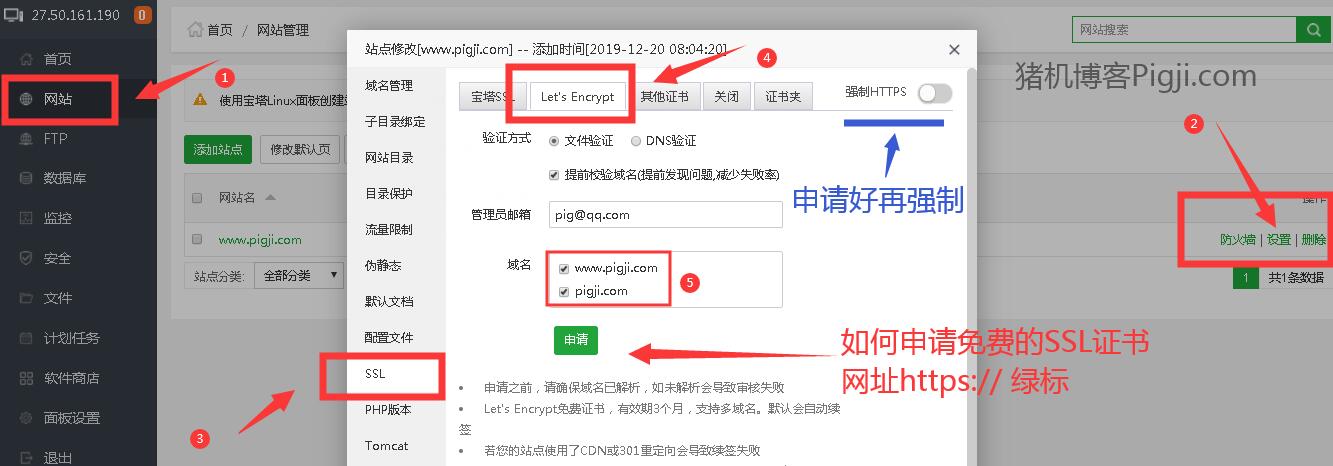 27.50.161.190
0
首页
网站
FTP
数据库
监控
安全
文件
计划任务
软件商店
面板设置
退出
首页 / 网站管理
网站搜索
使用宝塔Linux面板创建
添加站点
修改默认页
网站名
www.pigji.com
站点分类:
全部分类
站点修改[www.pigji.com] -- 添加时间[2019-12-20 08:04:20]
域名管理
子目录绑定
网站目录
目录保护
流量限制
伪静态
默认文档
配置文件
SSL
PHP版本
Tomcat
宝塔SSL
Let's Encrypt
其他证书
关闭
证书夹
强制HTTPS
验证方式
文件验证
DNS验证
提前校验域名(提前发现问题,减少失败率)
管理员邮箱
pig@qq.com
域名
www.pigji.com
pigji.com
申请
申请之前，请确保域名已解析，如未解析会导致审核失败
Let's Encrypt免费证书，有效期3个月，支持多域名。默认会自动续
签
若您的站点使用了CDN或301重定向会导致续签失败
猪机博客Pigji.com
申请好再强制
操作
防火墙 | 设置 | 删除
1
共1条数据
如何申请免费的SSL证书
网址https:// 绿标
1
2
3
4
5